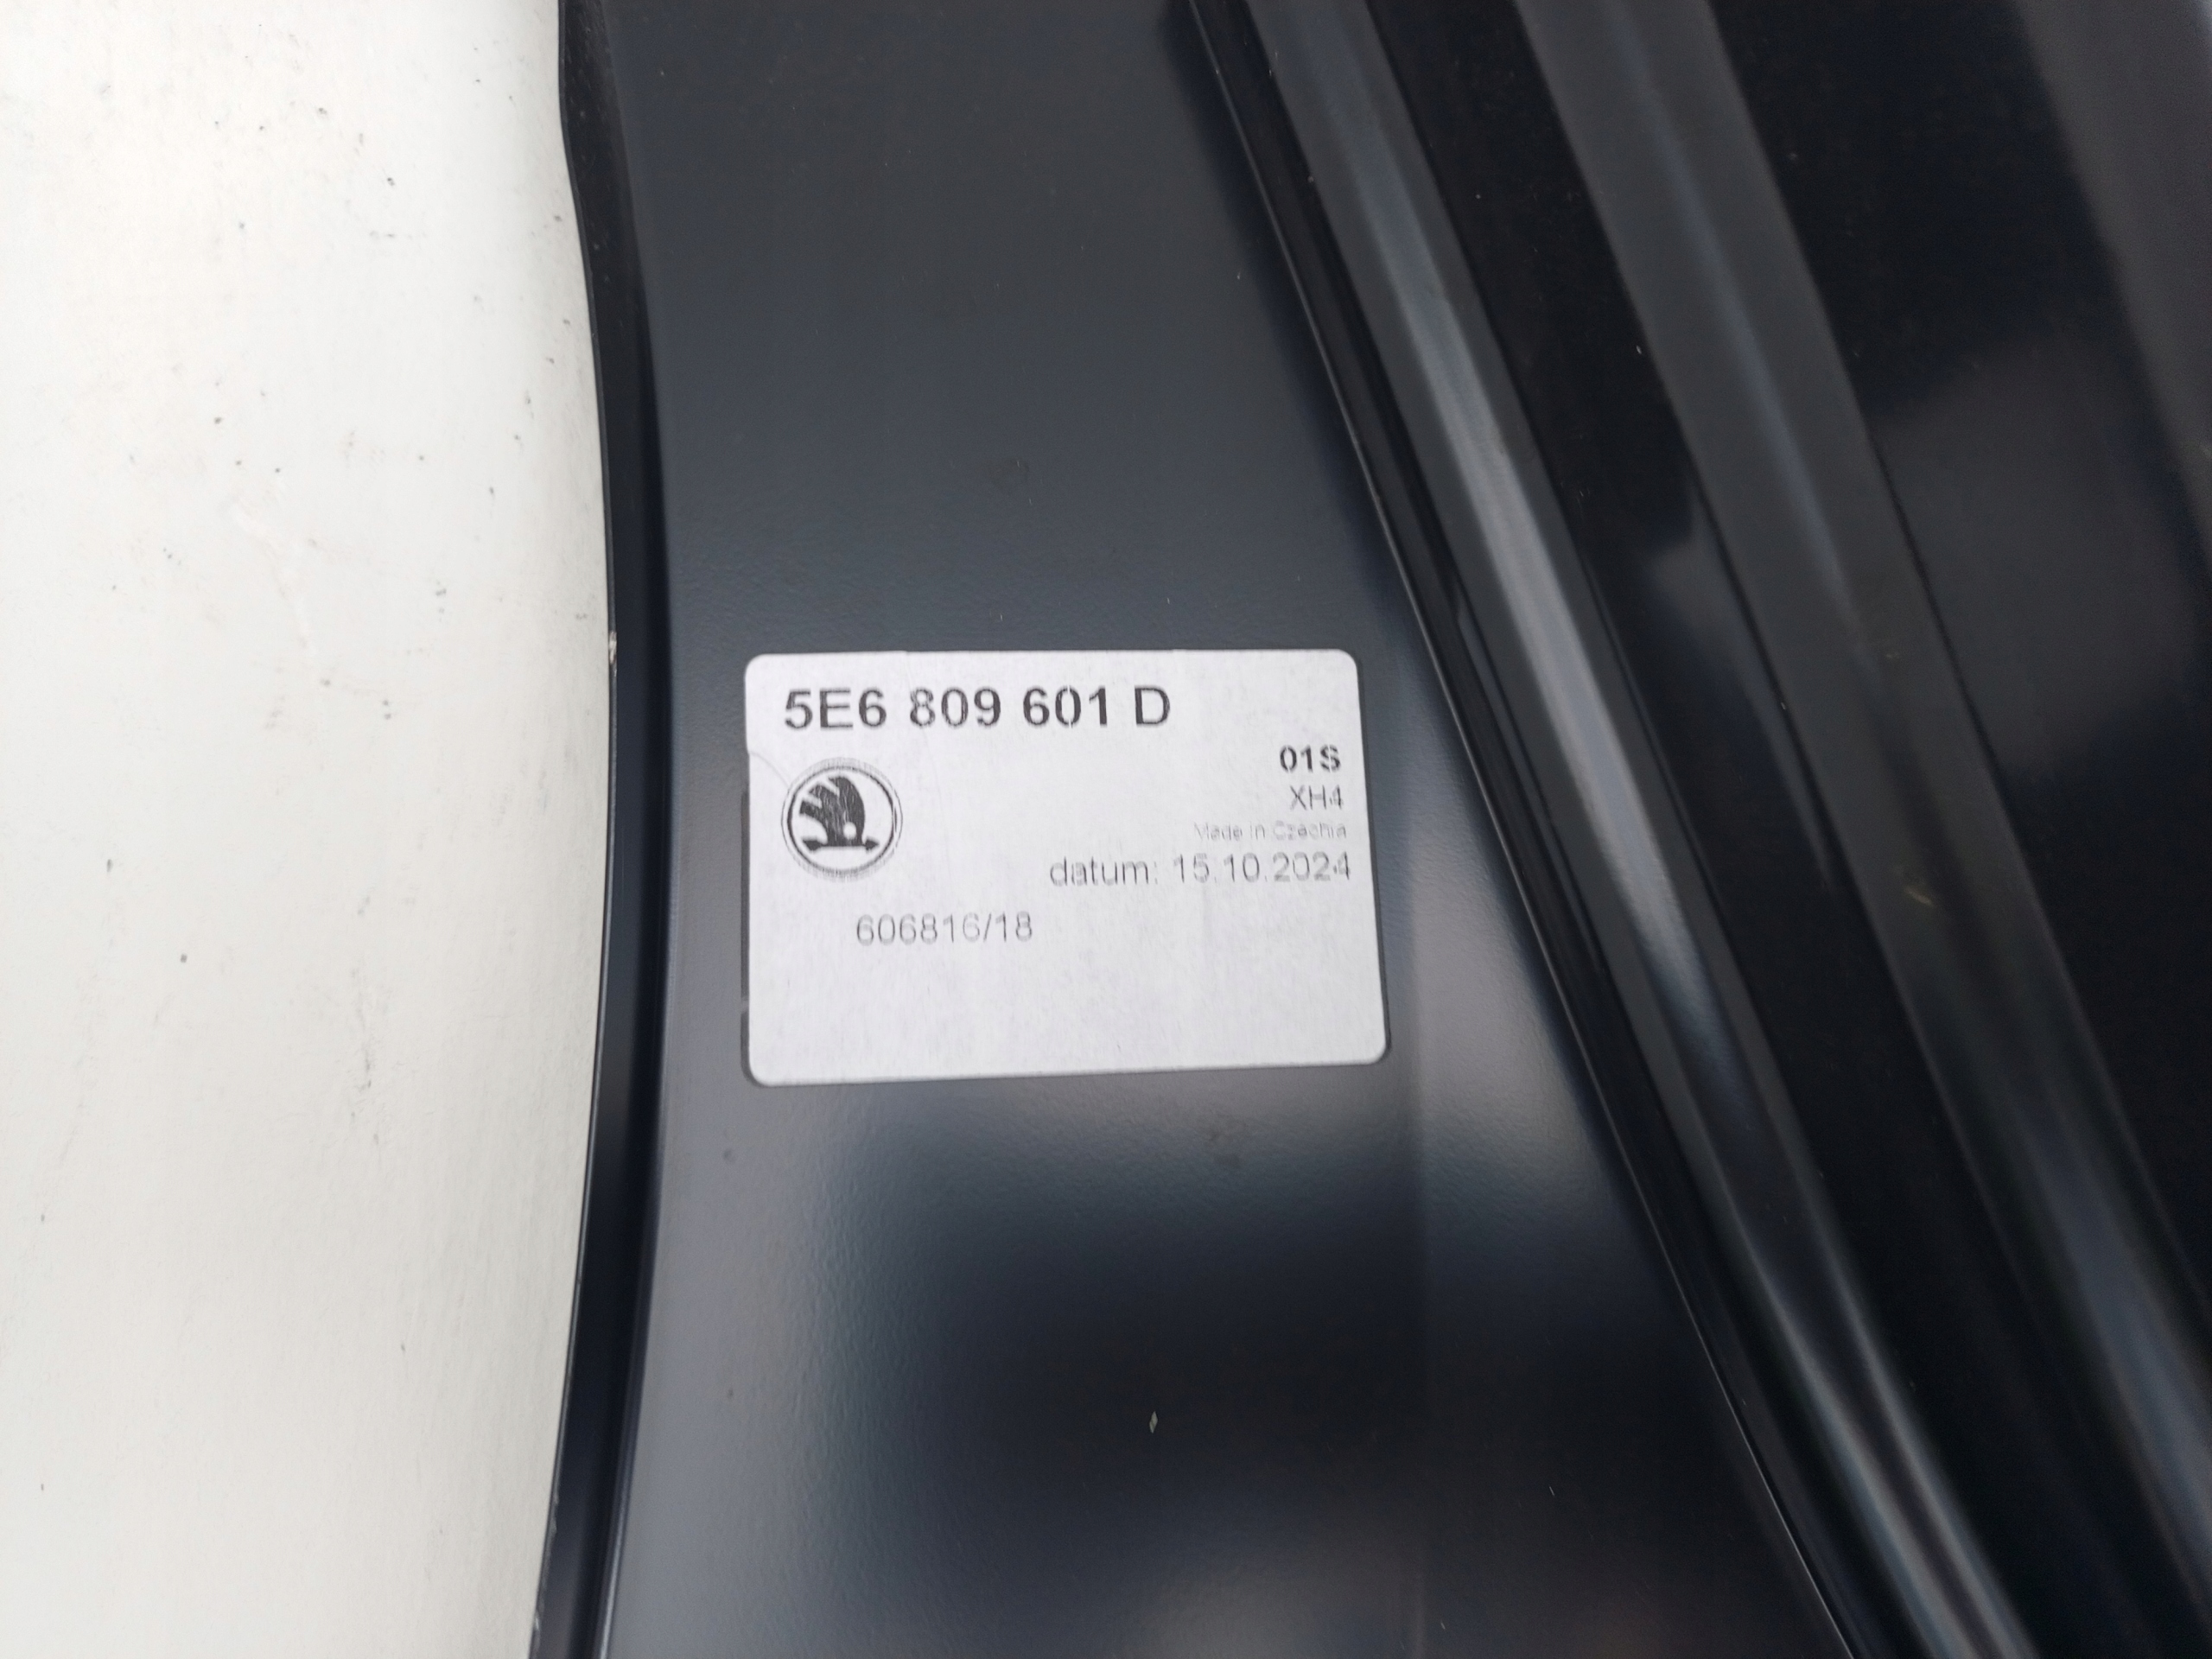 5E6 809 601 D
01S
XH4
Made in Czechia
datum: 15.10.2024
606816/18